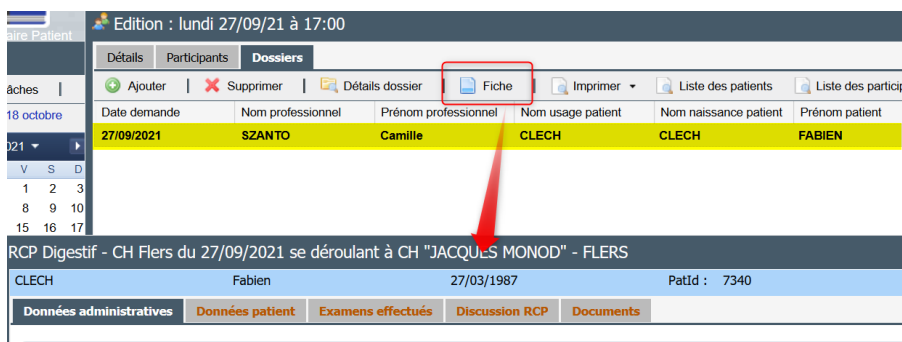 Edition : lundi 27/09/21 à 17:00
aire Patient
Détails Participants Dossiers
âches | Ajouter | Supprimer | Détails dossier | Fiche | Imprimer Liste des patients Liste des particip
18 octobre Date demande Nom professionnel Prénom professionnel Nom usage patient Nom naissance patient Prénom patient
27/09/2021 SZANTO Camille CLECH CLECH FABIEN
021
V S D
1 2 3
8 9 10
15 16 17
RCP Digestif - CH Flers du 27/09/2021 se déroulant à CH "JACQUES MONOD" - FLERS
CLECH Fabien 27/03/1987 PatId : 7340
Données administratives Données patient Examens effectués Discussion RCP Documents